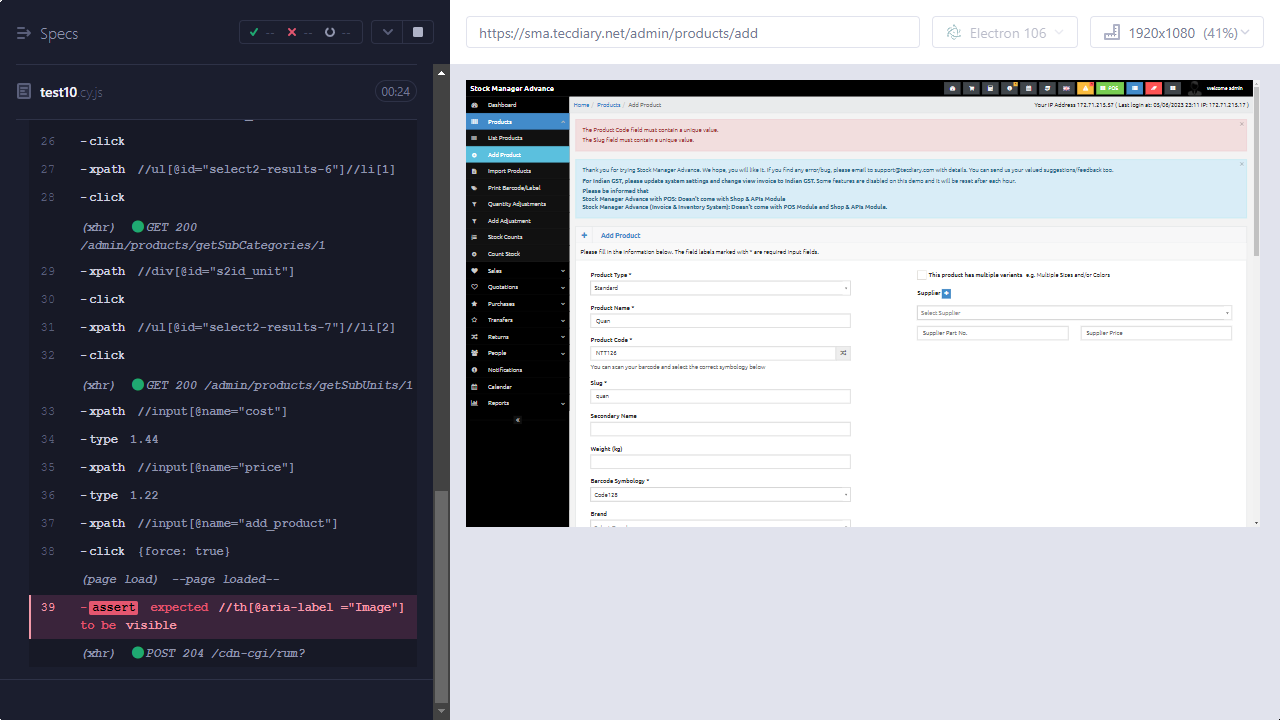 Specs
-- -- --
test10.cy.js
00:24
26 -click
27 -xpath //ul[@id="select2-results-6"]//li[1]
28 -click
(xhr) GET 200
/admin/products/getSubCategories/1
29 -xpath //div[@id="s2id_unit"]
30 -click
31 -xpath //ul[@id="select2-results-7"]//li[2]
32 -click
(xhr) GET 200 /admin/products/getSubUnits/1
33 -xpath //input[@name="cost"]
34 -type 1.44
35 -xpath //input[@name="price"]
36 -type 1.22
37 -xpath //input[@name="add_product"]
38 -click {force: true}
(page load) --page loaded--
39 -assert expected //th[@aria-label ="Image"]
to be visible
(xhr) POST 204 /cdn-cgi/rum?
https://sma.tecdiary.net/admin/products/add
Electron 106
1920x1080 (41%)
Stock Manager Advance
POS
welcome admin
Dashboard
Products
List Products
Add Product
Import Products
Print Barcode/Label
Quantity Adjustments
Add Adjustment
Stock Counts
Count Stock
Sales
Quotations
Purchases
Transfers
Returns
People
Notifications
Calendar
Reports
Home / Products / Add Product
Your IP Address 172.71.215.57 ( Last login at: 05/06/2023 23:11 IP: 172.71.215.17 )
The Product Code field must contain a unique value.
The Slug field must contain a unique value.
Thank you for trying Stock Manager Advance. We hope, you will like it. If you find any error/bug, please email to support@tecdiary.com with details. You can send us your valued suggestions/feedback too.
For Indian GST, please update system settings and change view invoice to Indian GST. Some features are disabled on this demo and it will be reset after each hour.
Please be informed that
Stock Manager Advance with POS: Doesn't come with Shop & APIs Module
Stock Manager Advance (Invoice & Inventory System): Doesn't come with POS Module and Shop & APIs Module.
Add Product
Please fill in the information below. The field labels marked with * are required input fields.
Product Type *
Standard
Product Name *
Quan
Product Code *
NTT126
You can scan your barcode and select the correct symbology below
Slug *
quan
Secondary Name
Weight (kg)
Barcode Symbology *
Code128
Brand
This product has multiple variants e.g. Multiple Sizes and/or Colors
Supplier
Select Supplier
Supplier Part No.
Supplier Price